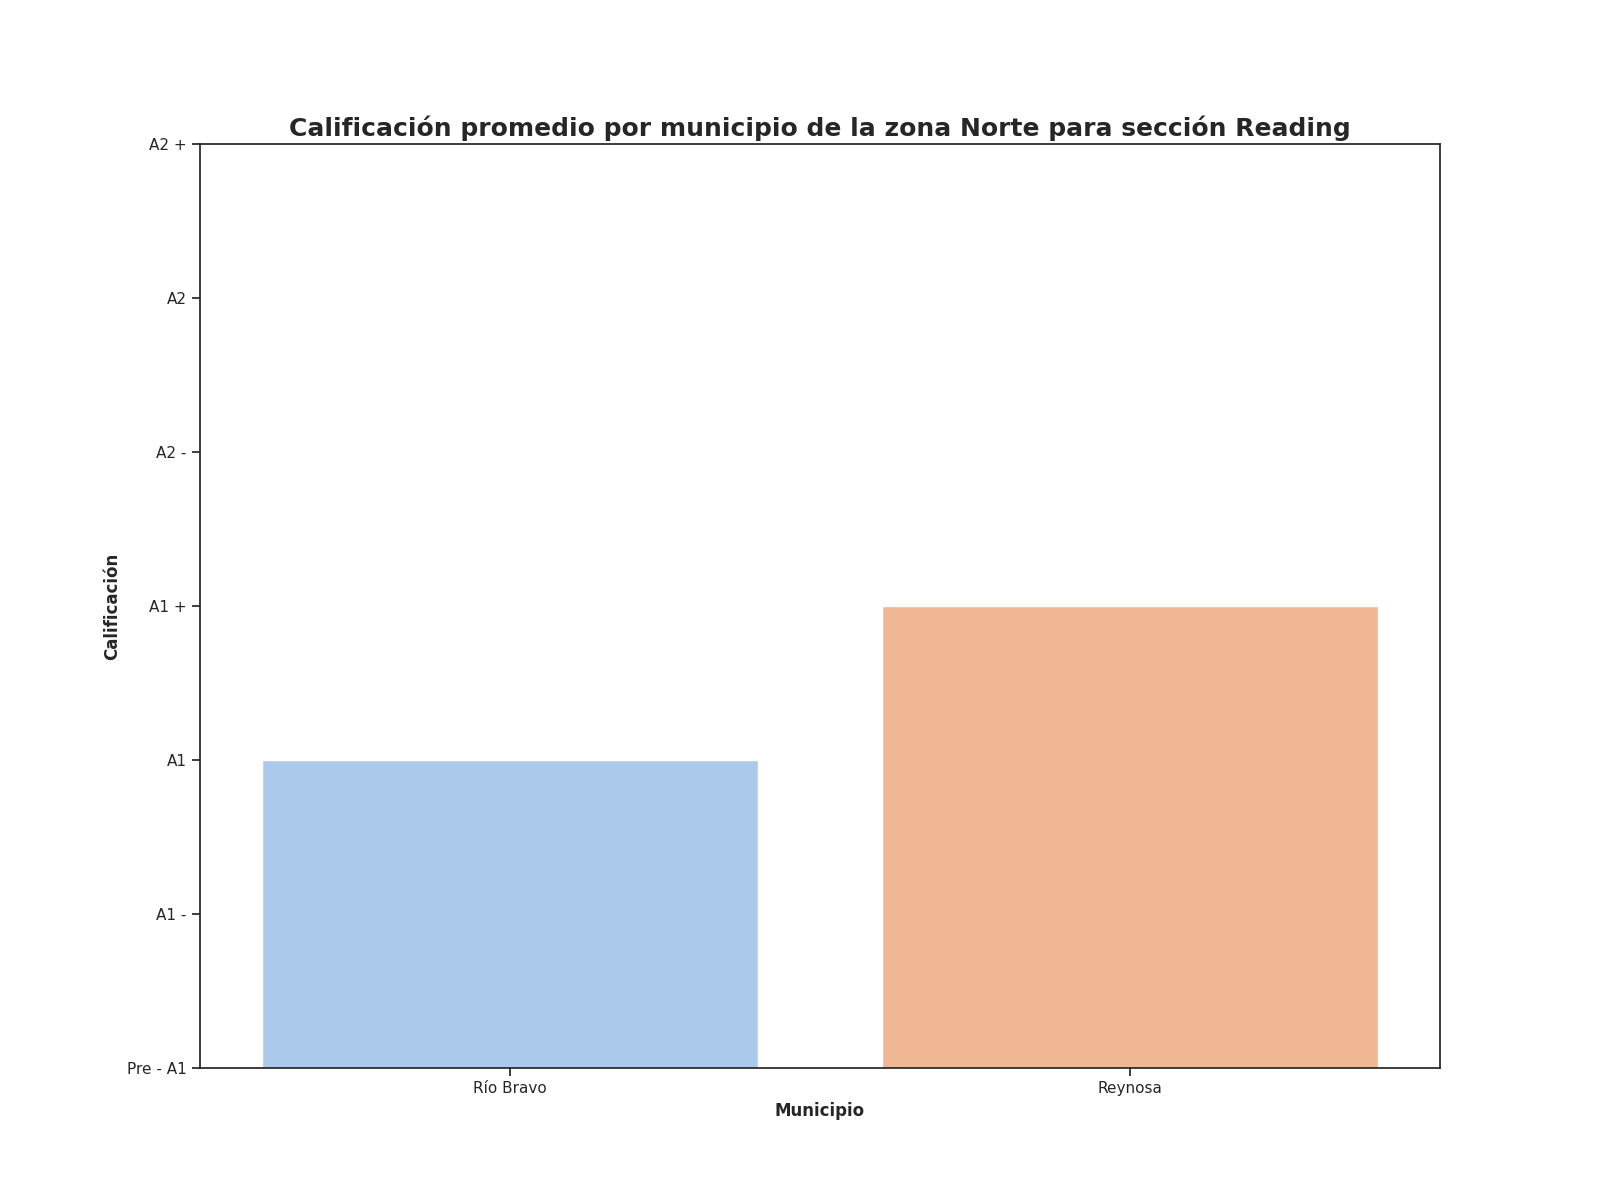 Calificación promedio por municipio de la zona Norte para sección Reading
A2 +
A2
A2 -
A1 +
A1
A1 -
Pre - A1
Calificación
Río Bravo
Reynosa
Municipio